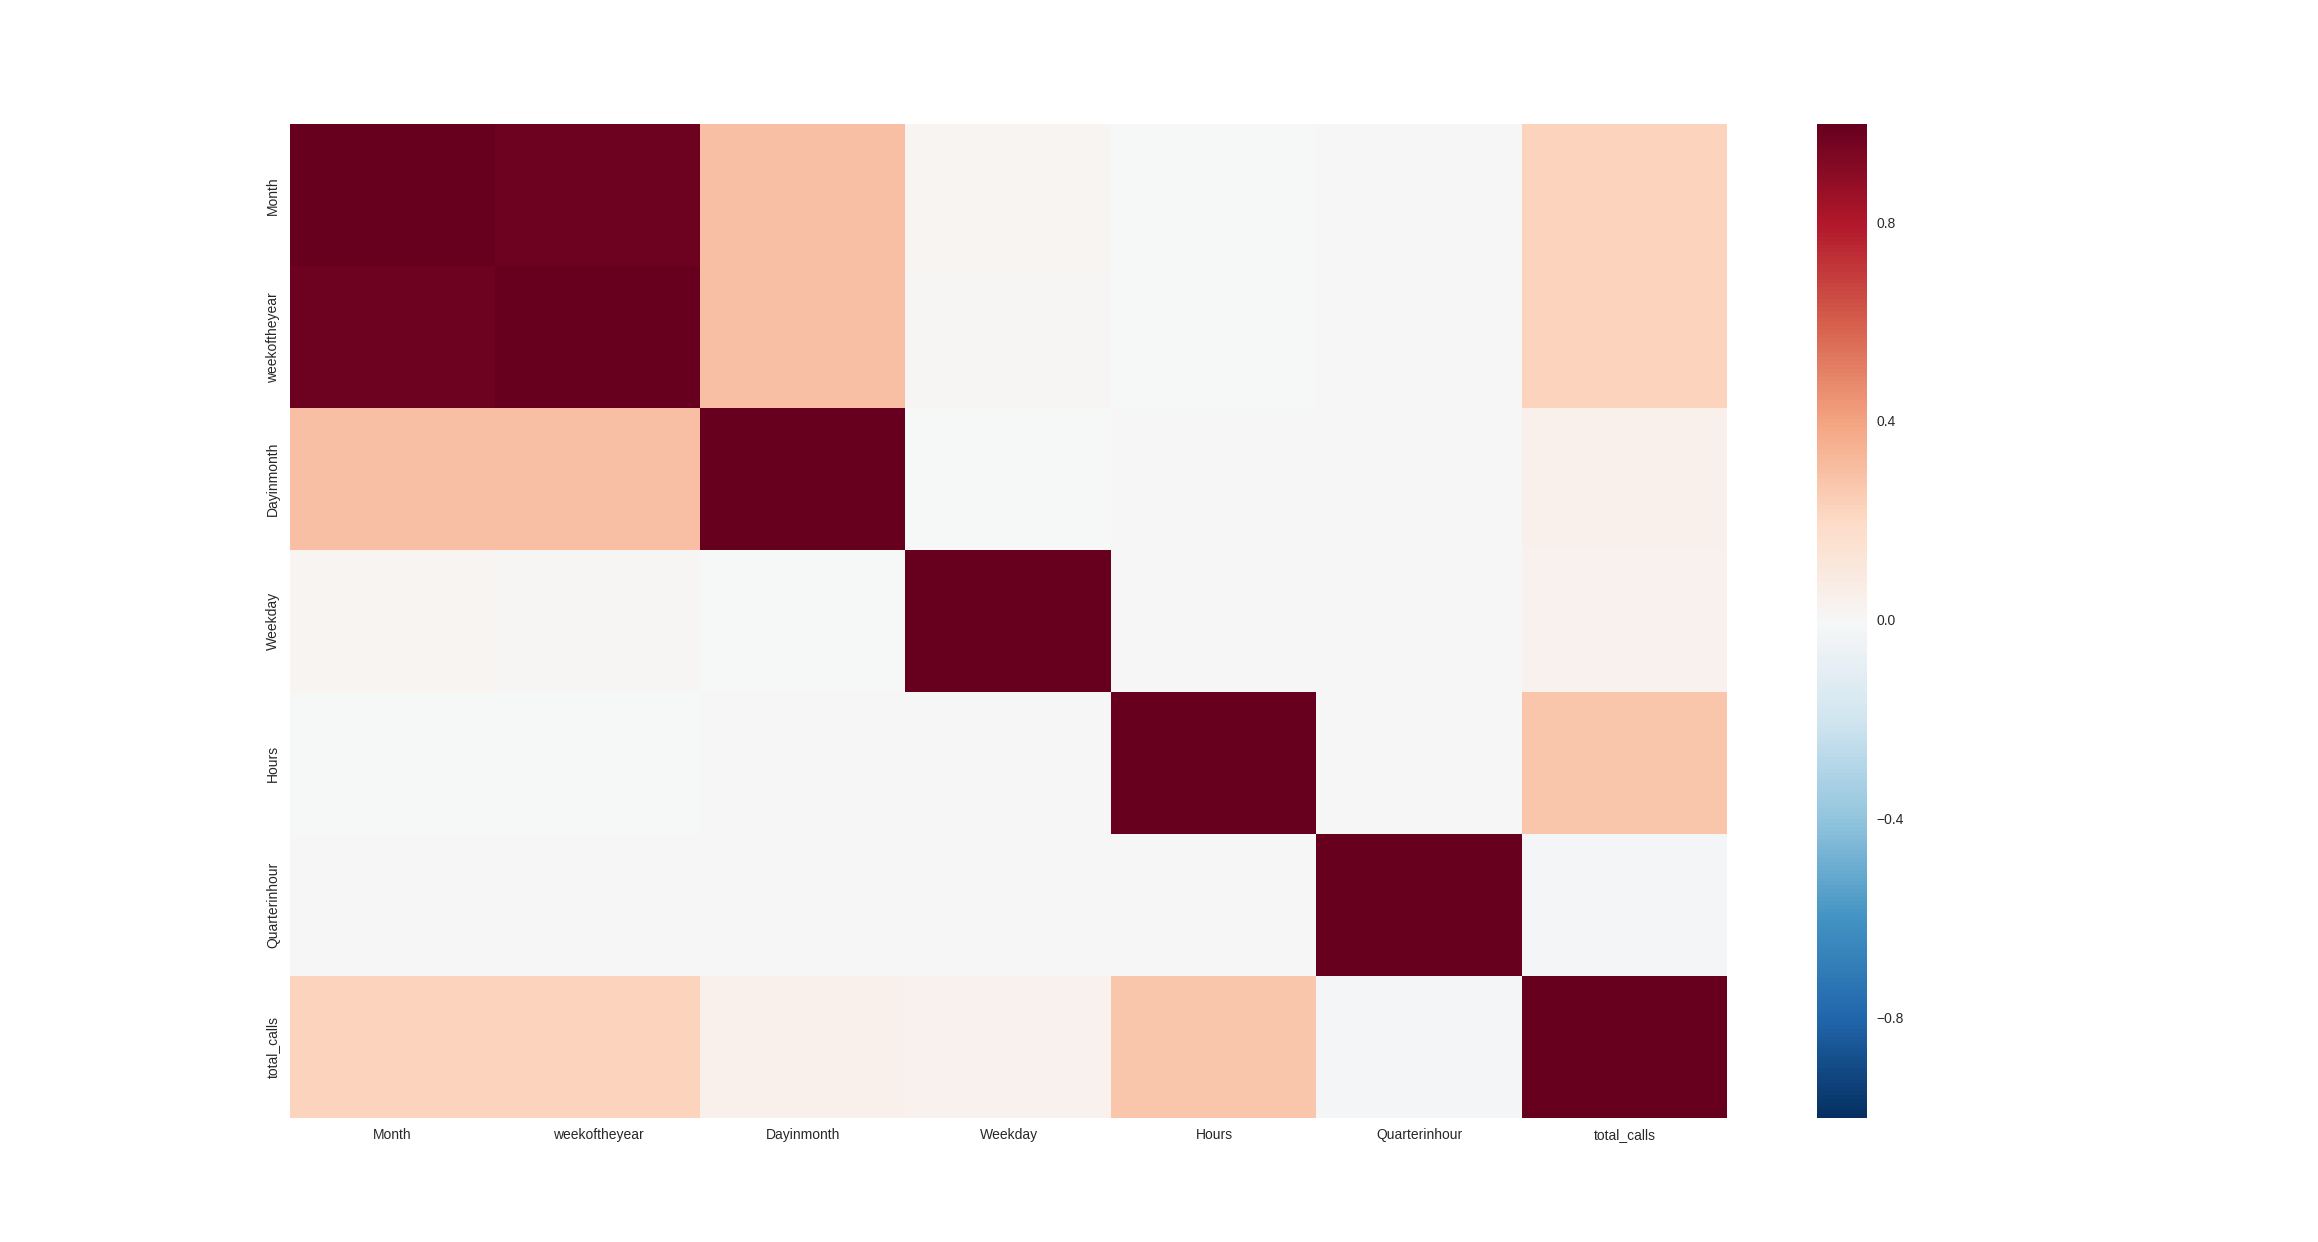 Month
weekoftheyear
Dayinmonth
Weekday
Hours
Quarterinhour
total_calls
Month
weekoftheyear
Dayinmonth
Weekday
Hours
Quarterinhour
total_calls
0.8
0.4
0.0
−0.4
−0.8